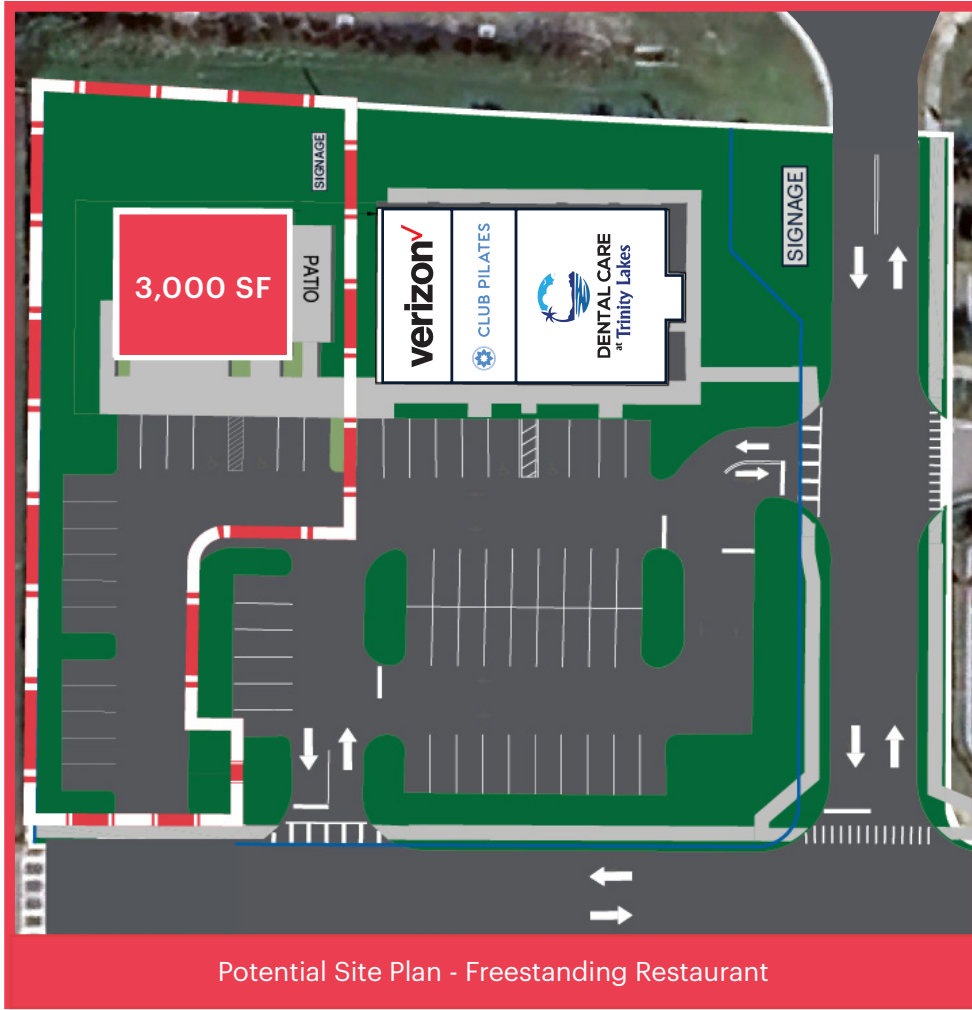 SIGNAGE
SIGNAGE
3,000 SF
PATIO
verizon
CLUB PILATES
DENTAL CARE
at Trinity Lakes
Potential Site Plan - Freestanding Restaurant